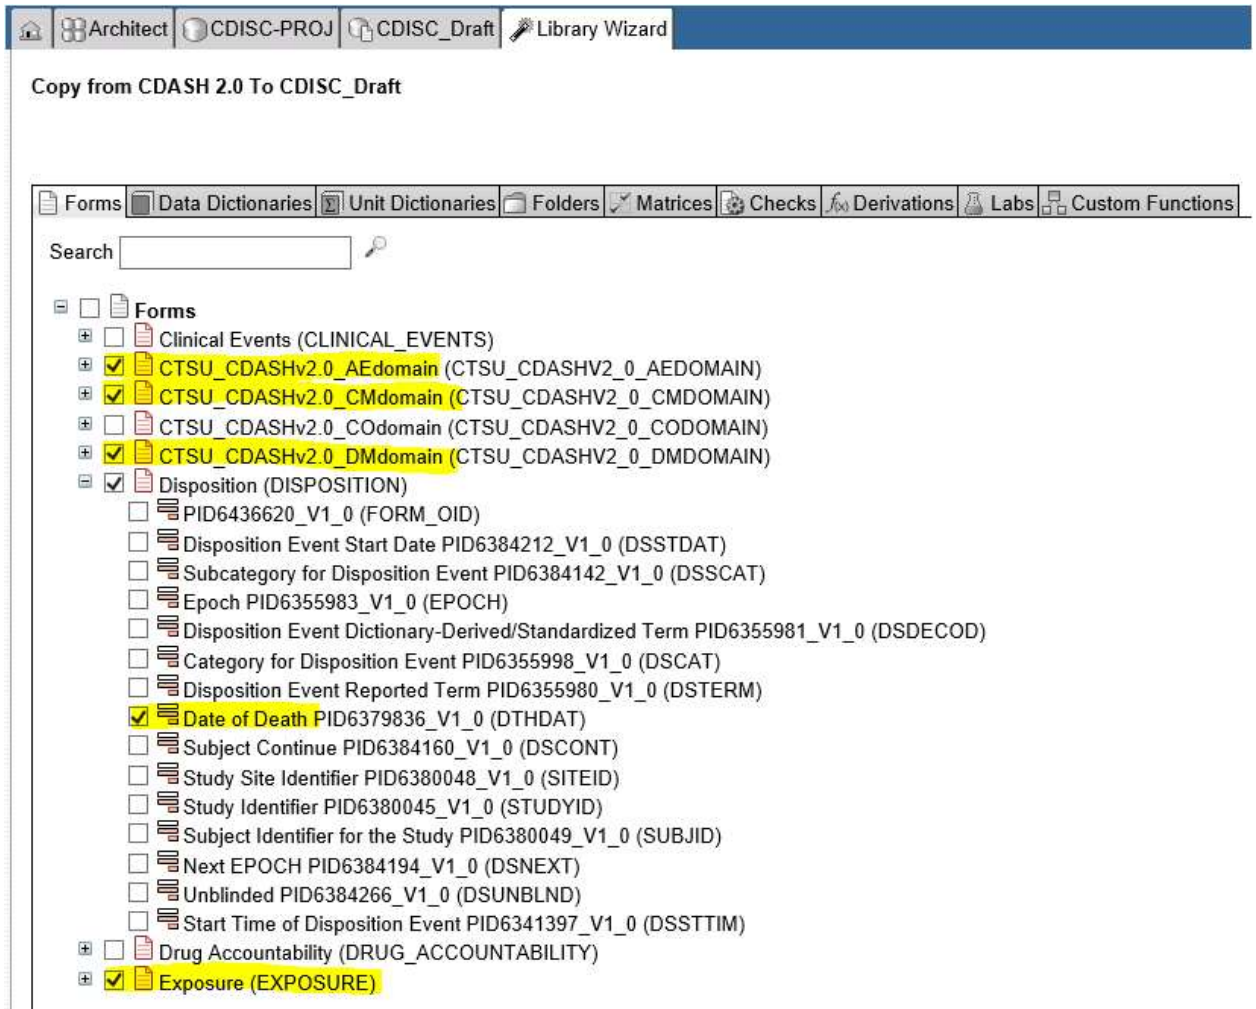 Architect CDISC-PROJ CDISC_Draft Library Wizard
Copy from CDASH 2.0 To CDISC_Draft
Forms Data Dictionaries Unit Dictionaries Folders Matrices Checks Derivations Labs Custom Functions
Search
Forms
Clinical Events (CLINICAL_EVENTS)
CTSU_CDASHv2.0_AEdomain (CTSU_CDASHV2_0_AEDOMAIN)
CTSU_CDASHv2.0_CMdomain (CTSU_CDASHV2_0_CMDOMAIN)
CTSU_CDASHv2.0_COdomain (CTSU_CDASHV2_0_CODOMAIN)
CTSU_CDASHv2.0_DMdomain (CTSU_CDASHV2_0_DMDOMAIN)
Disposition (DISPOSITION)
PID6436620_V1_0 (FORM_OID)
Disposition Event Start Date PID6384212_V1_0 (DSSTDAT)
Subcategory for Disposition Event PID6384142_V1_0 (DSSCAT)
Epoch PID6355983_V1_0 (EPOCH)
Disposition Event Dictionary-Derived/Standardized Term PID6355981_V1_0 (DSDECOD)
Category for Disposition Event PID6355998_V1_0 (DSCAT)
Disposition Event Reported Term PID6355980_V1_0 (DSTERM)
Date of Death PID6379836_V1_0 (DTHDAT)
Subject Continue PID6384160_V1_0 (DSCONT)
Study Site Identifier PID6380048_V1_0 (SITEID)
Study Identifier PID6380045_V1_0 (STUDYID)
Subject Identifier for the Study PID6380049_V1_0 (SUBJID)
Next EPOCH PID6384194_V1_0 (DSNEXT)
Unblinded PID6384266_V1_0 (DSUNBLND)
Start Time of Disposition Event PID6341397_V1_0 (DSSTTIM)
Drug Accountability (DRUG_ACCOUNTABILITY)
Exposure (EXPOSURE)